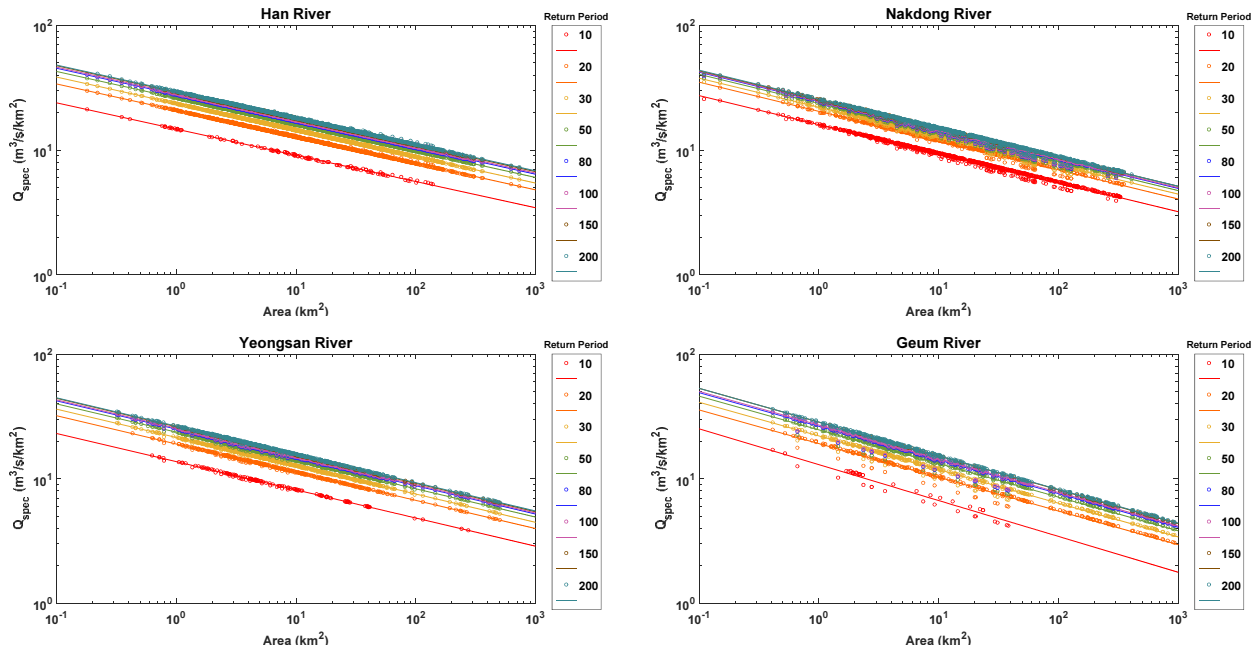 Han River
Return Period
10² 10¹ 10⁰
Q_spec (m³/s/km²)
10⁻¹ 10⁰ 10¹ 10² 10³
Area (km²)
10
20
30
50
80
100
150
200
Nakdong River
Return Period
10² 10¹ 10⁰
Q_spec (m³/s/km²)
10⁻¹ 10⁰ 10¹ 10² 10³
Area (km²)
10
20
30
50
80
100
150
200
Yeongsan River
Return Period
10² 10¹ 10⁰
Q_spec (m³/s/km²)
10⁻¹ 10⁰ 10¹ 10² 10³
Area (km²)
10
20
30
50
80
100
150
200
Geum River
Return Period
10² 10¹ 10⁰
Q_spec (m³/s/km²)
10⁻¹ 10⁰ 10¹ 10² 10³
Area (km²)
10
20
30
50
80
100
150
200